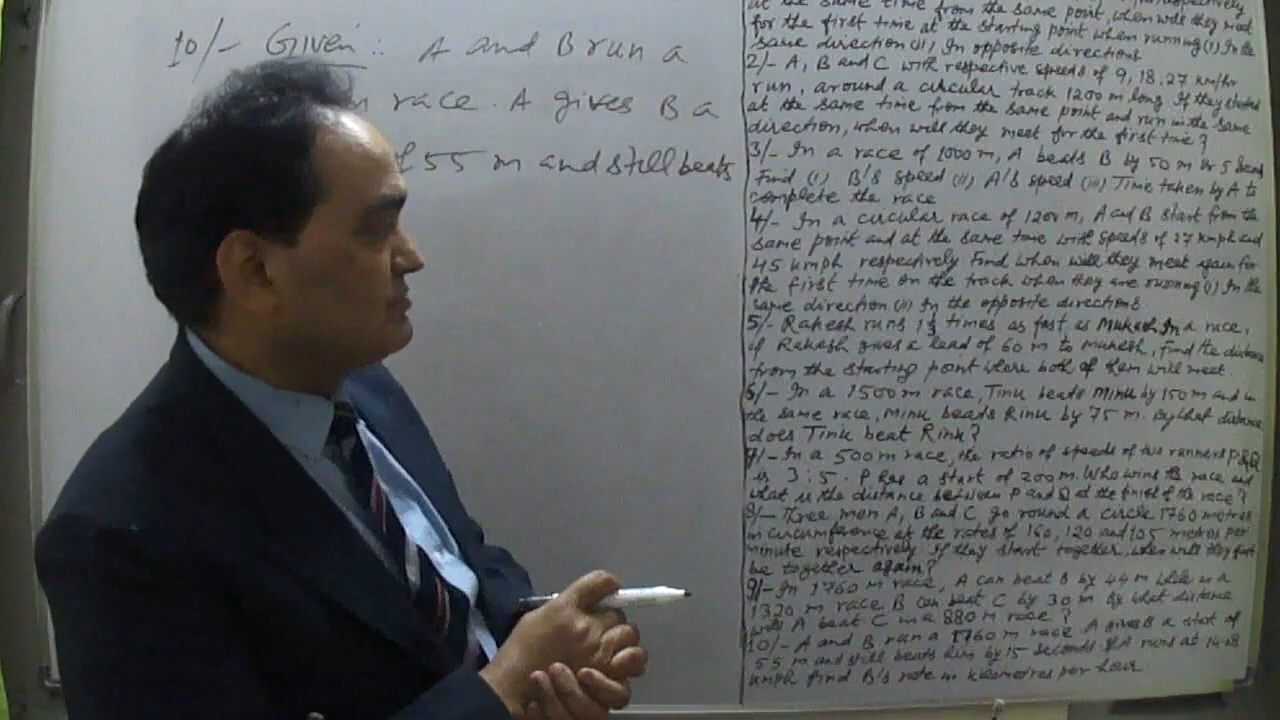 10/- Given :- A and B run a
race. A gives B a
55 m and still beats
at the same time from the same point, when will they meet
for the first time at the starting point when running (i) In the
same direction (ii) In opposite directions
2/- A, B and C with respective speeds of 9, 18, 27 km/hr
run, around a circular track 1200 m long. If they started
at the same time from the same point and run in the same
direction, when will they meet for the first time?
3/- In a race of 1000 m, A beats B by 50 m or 5 seconds
Find (i) B's speed (ii) A's speed (iii) Time taken by A to
complete the race
4/- In a circular race of 1200 m, A and B start from the
same point and at the same time with speeds of 27 kmph and
45 kmph respectively Find when will they meet again for
the first time on the track when they are running (i) In the
same direction (ii) In the opposite directions
5/- Rakesh runs 1 times as fast as Mukesh. In a race,
if Rakesh gives a lead of 60 m to Mukesh, find the distance
from the starting point where both of them will meet.
6/- In a 1500 m race, Tinu beats Minu by 150 m and in
the same race, Minu beats Rinu by 75 m. By what distance
does Tinu beat Rinu?
7/- In a 500 m race, the ratio of speeds of two runners P & Q
is 3:5. P has a start of 200 m. Who wins the race and
what is the distance between P and Q at the finish of the race?
8/- Three men A, B and C, go round a circle 1760 metres
in circumference at the rates of 160, 120 and 105 metres per
minute respectively If they start together, when will they first
be together again?
9/- In 1760 m race, A can beat B by 44 m while in a
1320 m race B can beat C by 30 m By what distance
will A beat C in a 880 m race?
10/- A and B run a 1760 m race. A gives B a start of
55 m and still beats him by 15 seconds. If A runs at
kmph find B's rate in kilometres per hour